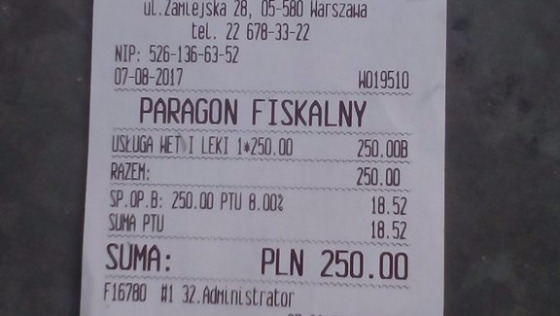 ul.Zamiejska 28, 05-580 Warszawa
tel. 22 678-33-22
NIP: 526-136-63-52
07-08-2017 W019510
PARAGON FISKALNY
USŁUGA WET I LEKI 1*250.00 250.00B
RAZEM: 250.00
SP.OP.B: 250.00 PTU 8.00% 18.52
SUMA PTU 18.52
SUMA: PLN 250.00
F16780 #1 32.Administrator